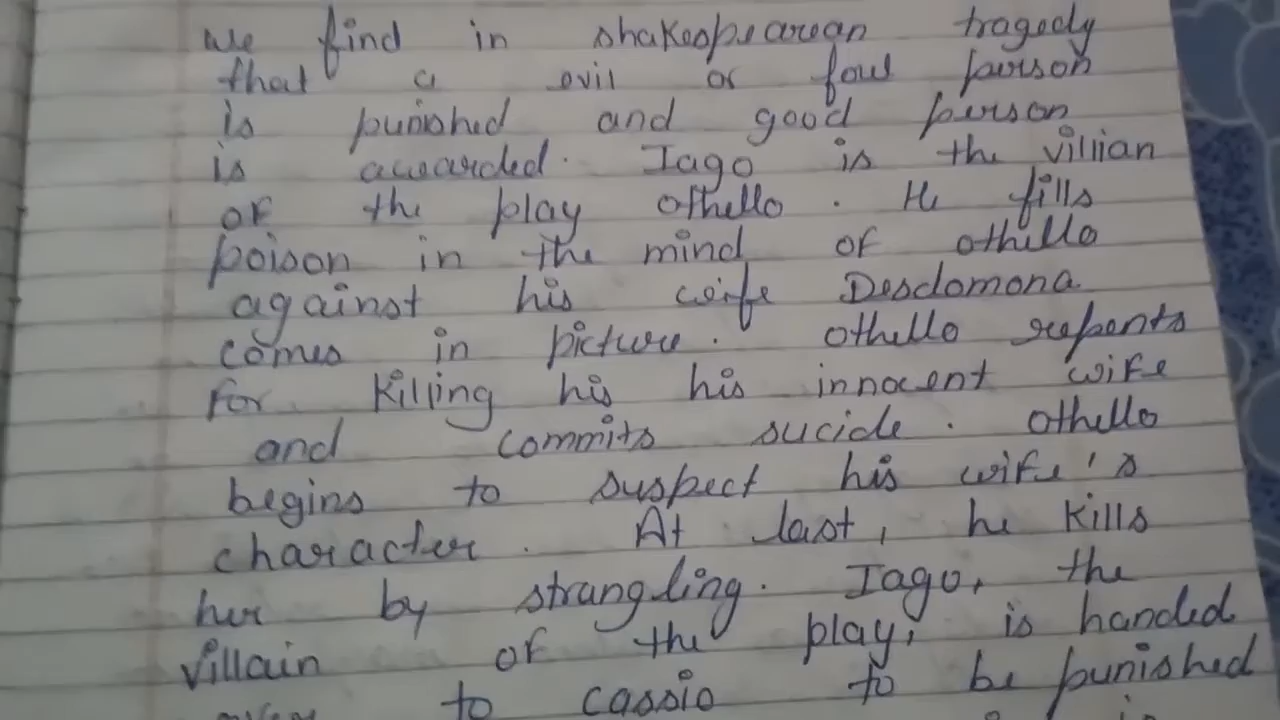 we find in shakespearean tragedy
that a evil or foul person
is punished and good person
is awarded. Iago is the villian
of the play othello. He fills
poison in the mind of othello
against his wife Desdomona
comes in picture. othello repents
for killing his his innocent wife
and commits sucide. othello
begins to suspect his wife's
character. At last, he kills
her by strangling. Iago, the
villain of the play, is handed
to cassio to be punished